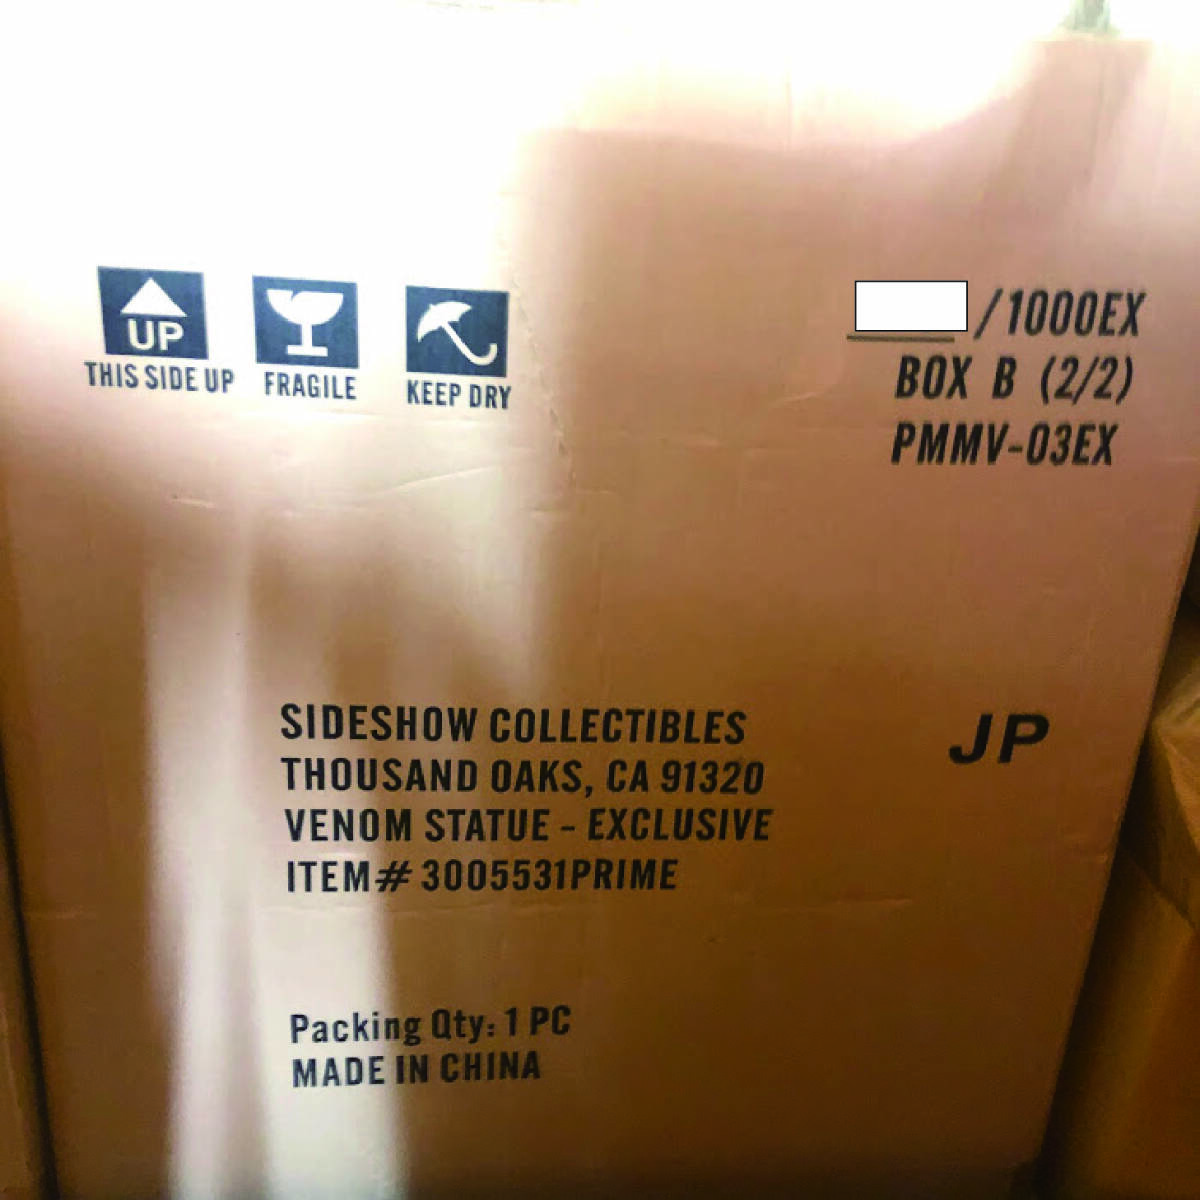 UP
THIS SIDE UP
FRAGILE
KEEP DRY
/1000EX
BOX B (2/2)
PMMV-03EX
SIDESHOW COLLECTIBLES
THOUSAND OAKS, CA 91320
VENOM STATUE - EXCLUSIVE
ITEM# 3005531PRIME
JP
Packing Qty: 1 PC
MADE IN CHINA